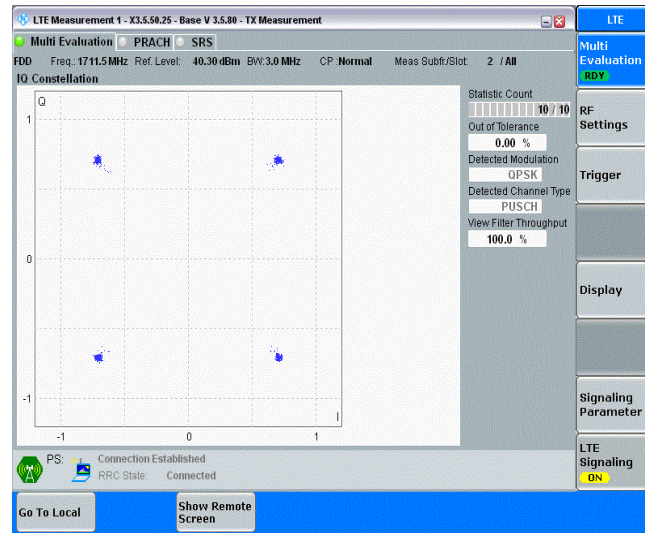 LTE Measurement 1 - X3.5.50.25 - Base V 3.5.80 - TX Measurement
LTE
Multi Evaluation PRACH SRS
FDD Freq.: 1711.5 MHz Ref. Level: 40.30 dBm BW: 3.0 MHz CP :Normal Meas Subfr./Slot: 2 / All
IQ Constellation
Q
1
0
-1
-1 0 1
I
Statistic Count
10 / 10
Out of Tolerance
0.00 %
Detected Modulation
QPSK
Detected Channel Type
PUSCH
View Filter Throughput
100.0 %
PS: Connection Established
RRC State: Connected
Multi
Evaluation
RDY
RF
Settings
Trigger
Display
Signaling
Parameter
LTE
Signaling
ON
Go To Local
Show Remote
Screen